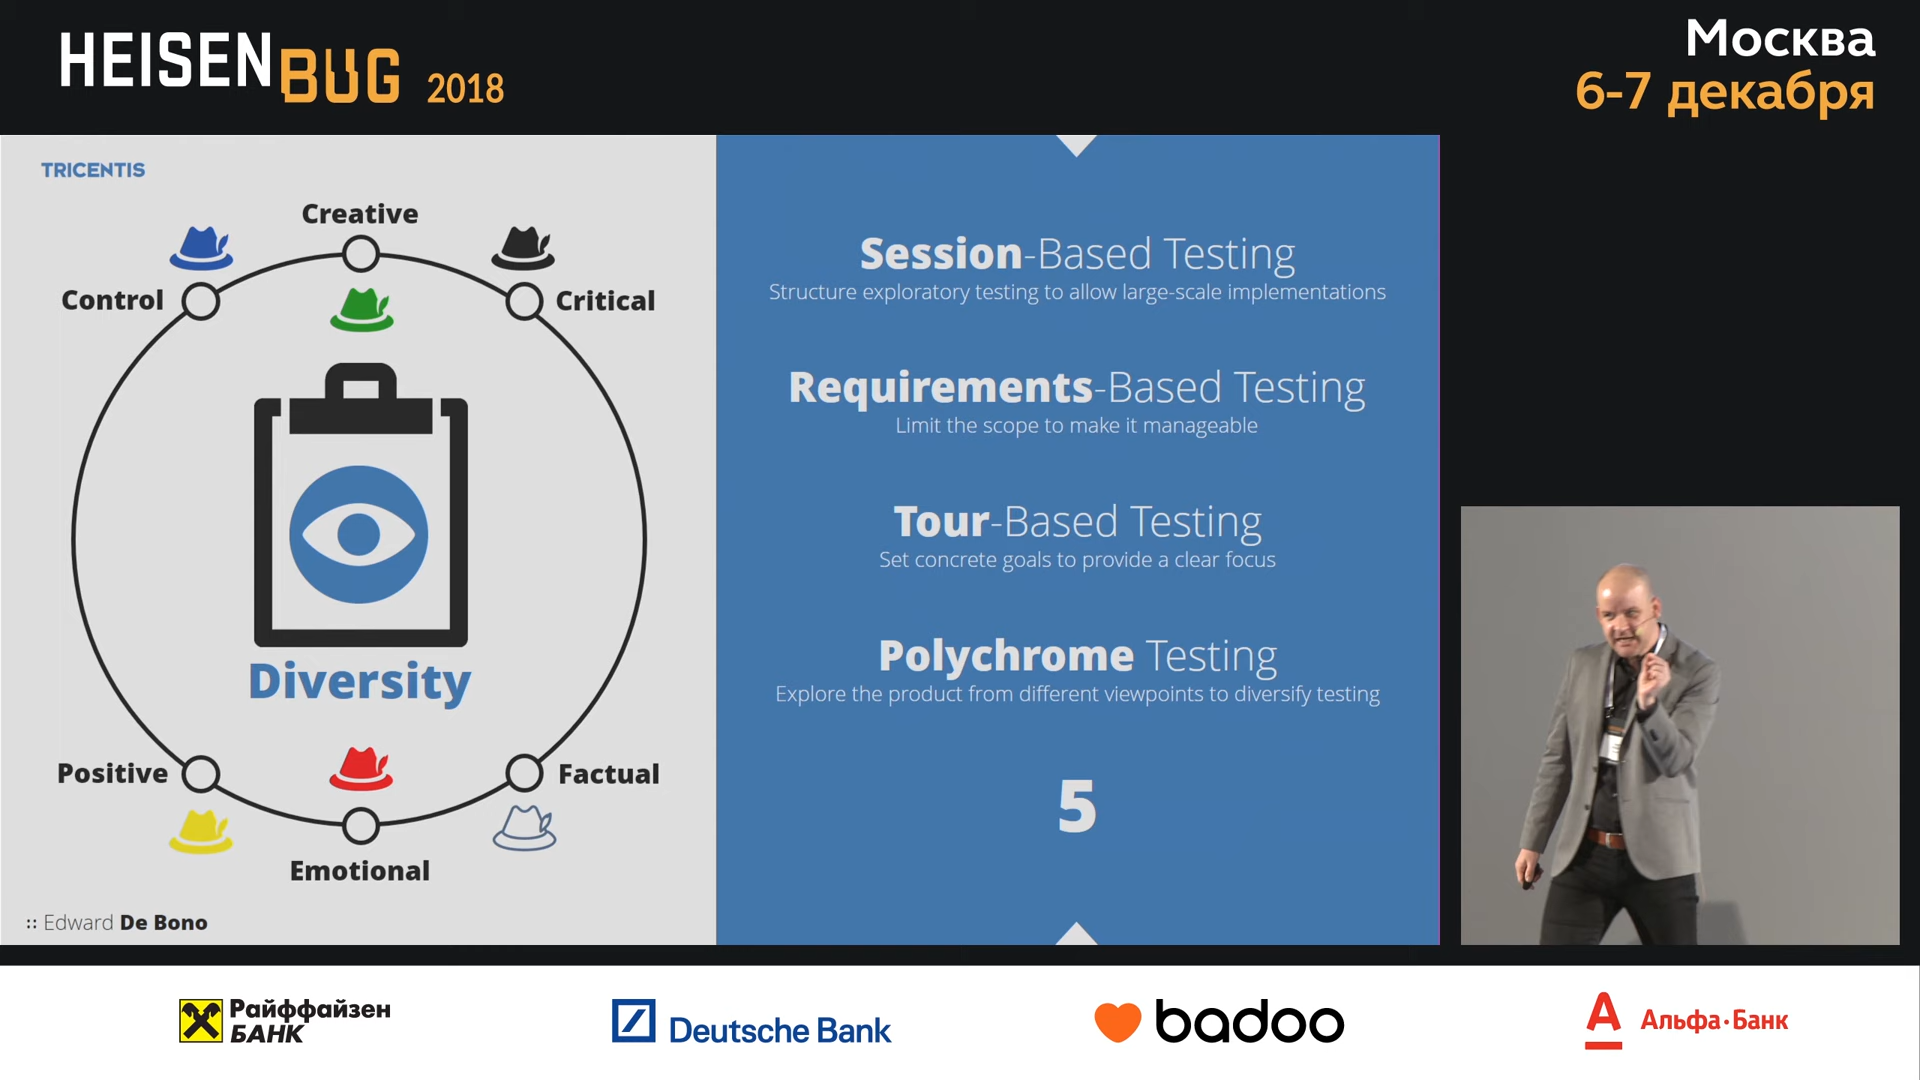 HEISENBUG 2018
Москва
6-7 декабря
TRICENTIS
Creative
Control
Critical
Diversity
Positive
Factual
Emotional
:: Edward De Bono
Session-Based Testing
Structure exploratory testing to allow large-scale implementations
Requirements-Based Testing
Limit the scope to make it manageable
Tour-Based Testing
Set concrete goals to provide a clear focus
Polychrome Testing
Explore the product from different viewpoints to diversify testing
5
Райффайзен
БАНК
Deutsche Bank
badoo
Альфа·Банк